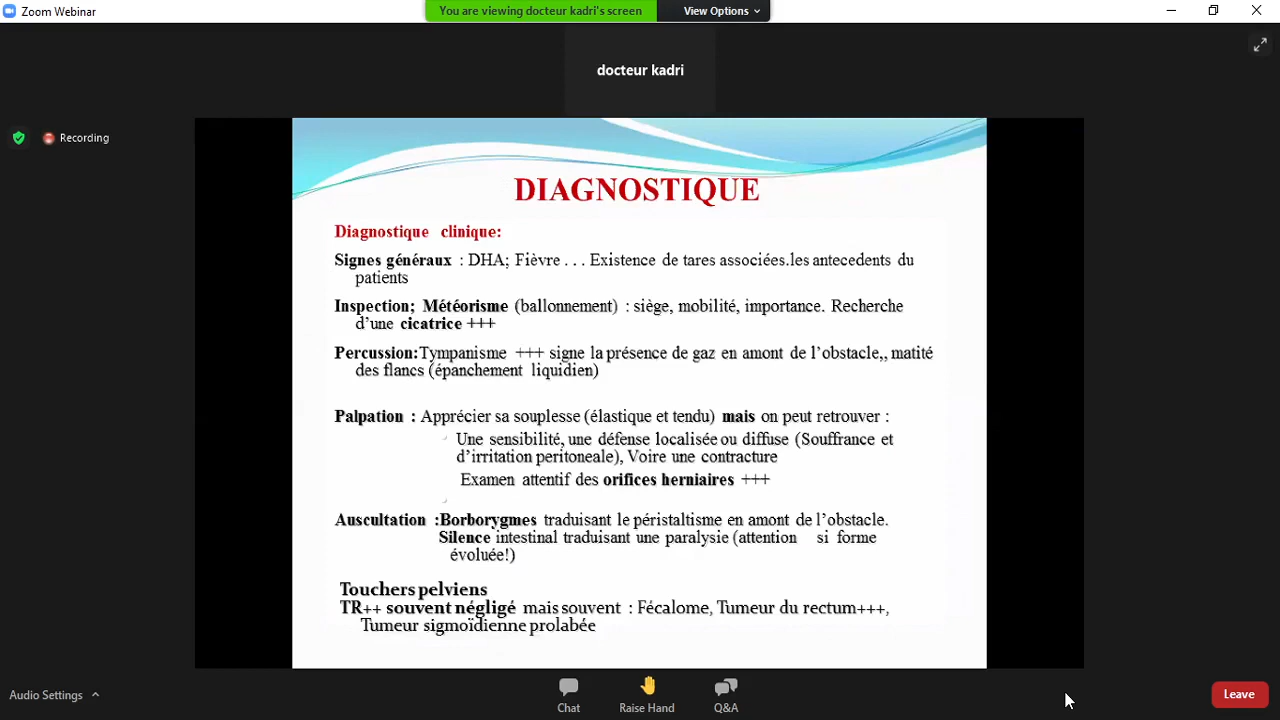 Zoom Webinar
You are viewing docteur kadri's screen
View Options
docteur kadri
Recording
DIAGNOSTIQUE
Diagnostique clinique:
Signes généraux : DHA; Fièvre . . . Existence de tares associées.les antecedents du
patients
Inspection; Météorisme (ballonnement) : siège, mobilité, importance. Recherche
d’une cicatrice +++
Percussion:Tympanisme +++ signe la présence de gaz en amont de l’obstacle,, matité
des flancs (épanchement liquidien)
Palpation : Apprécier sa souplesse (élastique et tendu) mais on peut retrouver :
Une sensibilité, une défense localisée ou diffuse (Souffrance et
d’irritation peritoneale), Voire une contracture
Examen attentif des orifices herniaires +++
Auscultation :Borborygmes traduisant le péristaltisme en amont de l’obstacle.
Silence intestinal traduisant une paralysie (attention si forme
évoluée!)
Touchers pelviens
TR++ souvent négligé mais souvent : Fécalome, Tumeur du rectum+++,
Tumeur sigmoïdienne prolabée
Audio Settings
Chat
Raise Hand
Q&A
Leave